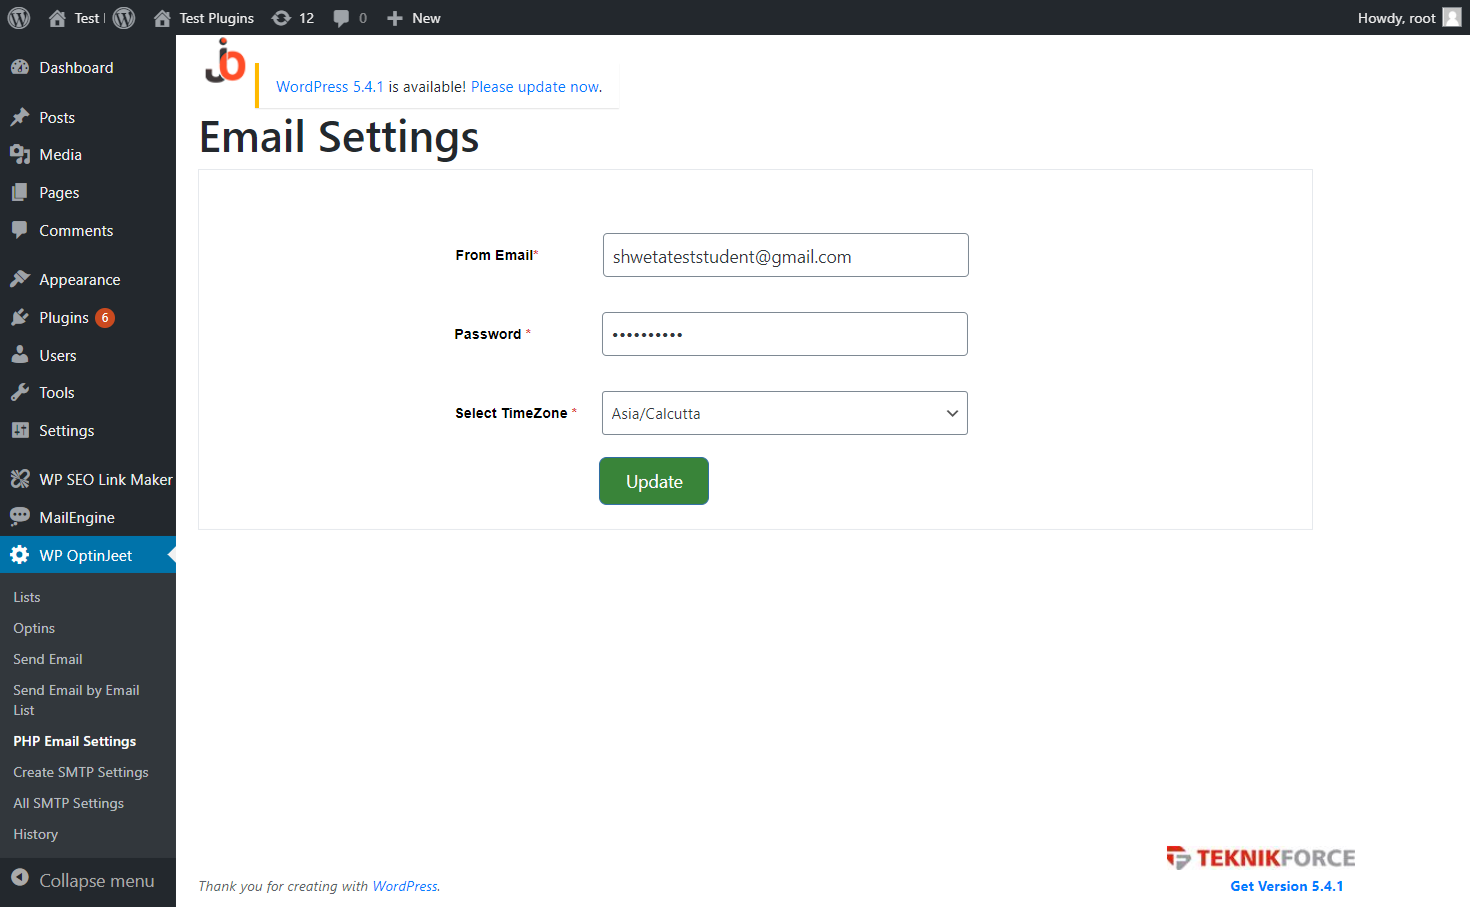 Test
Test Plugins
12
0
New
Howdy, root
Dashboard
Posts
Media
Pages
Comments
Appearance
Plugins 6
Users
Tools
Settings
WP SEO Link Maker
MailEngine
WP OptinJeet
Lists
Optins
Send Email
Send Email by Email
List
PHP Email Settings
Create SMTP Settings
All SMTP Settings
History
Collapse menu
WordPress 5.4.1 is available! Please update now.
Email Settings
From Email*
shwetateststudent@gmail.com
Password *
••••••••••
Select TimeZone *
Asia/Calcutta
Update
TEKNIKFORCE
Thank you for creating with WordPress.
Get Version 5.4.1